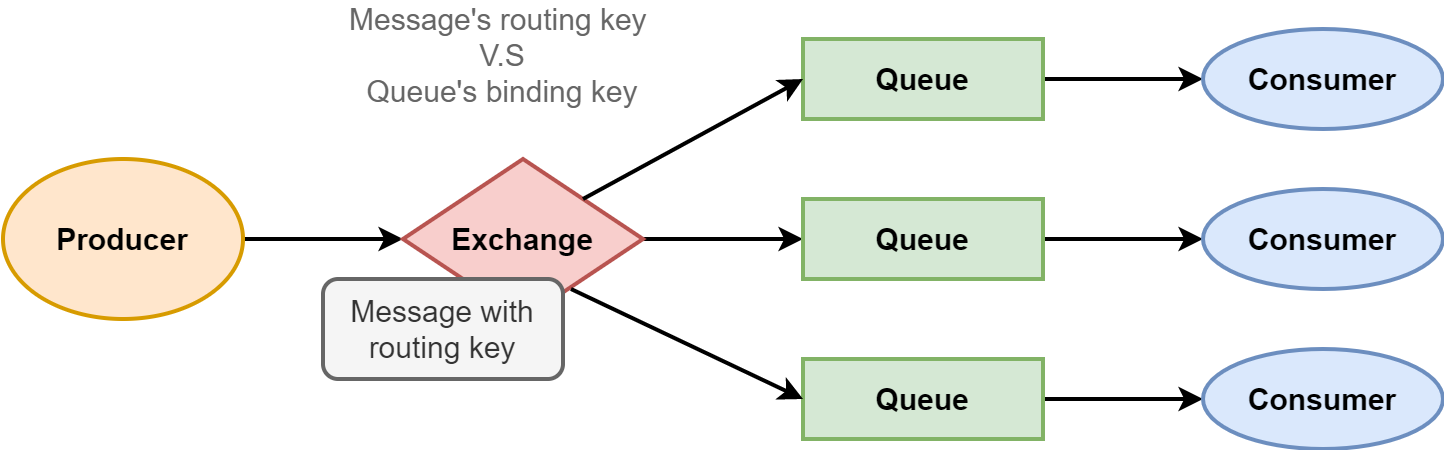 Message's routing key
V.S
Queue's binding key
Queue
Consumer
Producer
Exchange
Queue
Consumer
Message with
routing key
Queue
Consumer